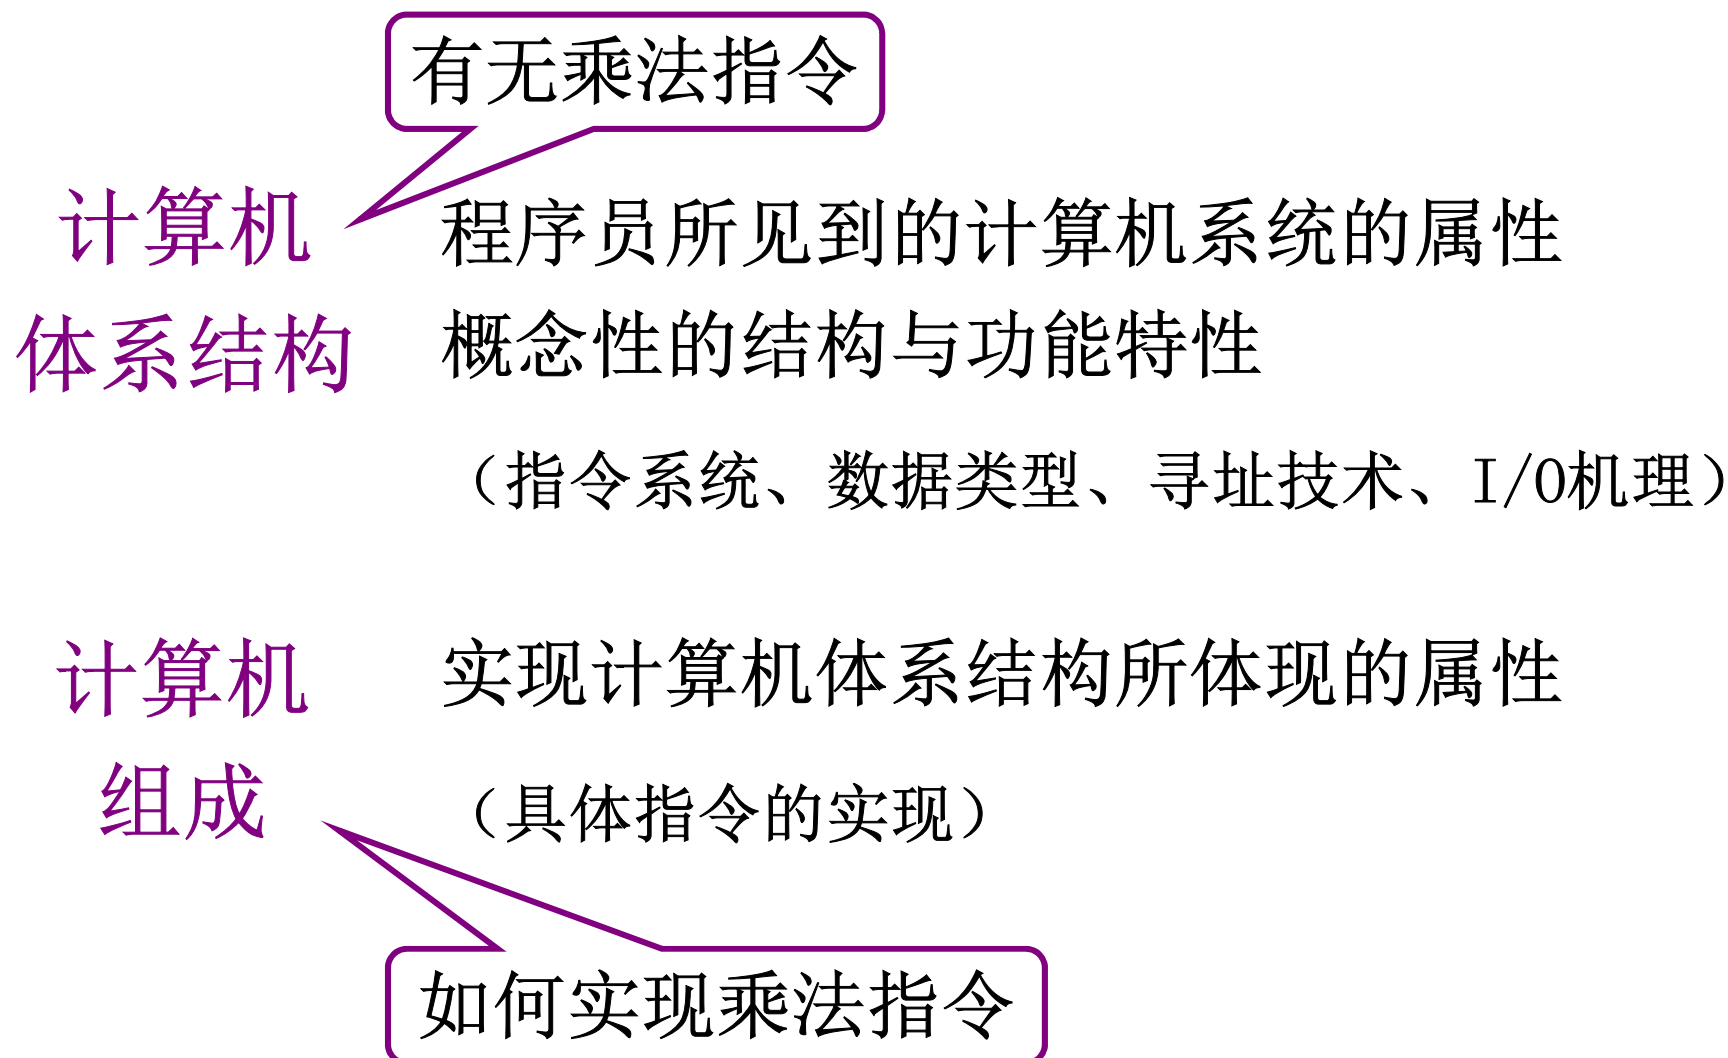 有无乘法指令
计算机
体系结构
程序员所见到的计算机系统的属性
概念性的结构与功能特性
（指令系统、数据类型、寻址技术、I/O机理）
计算机
组成
实现计算机体系结构所体现的属性
（具体指令的实现）
如何实现乘法指令